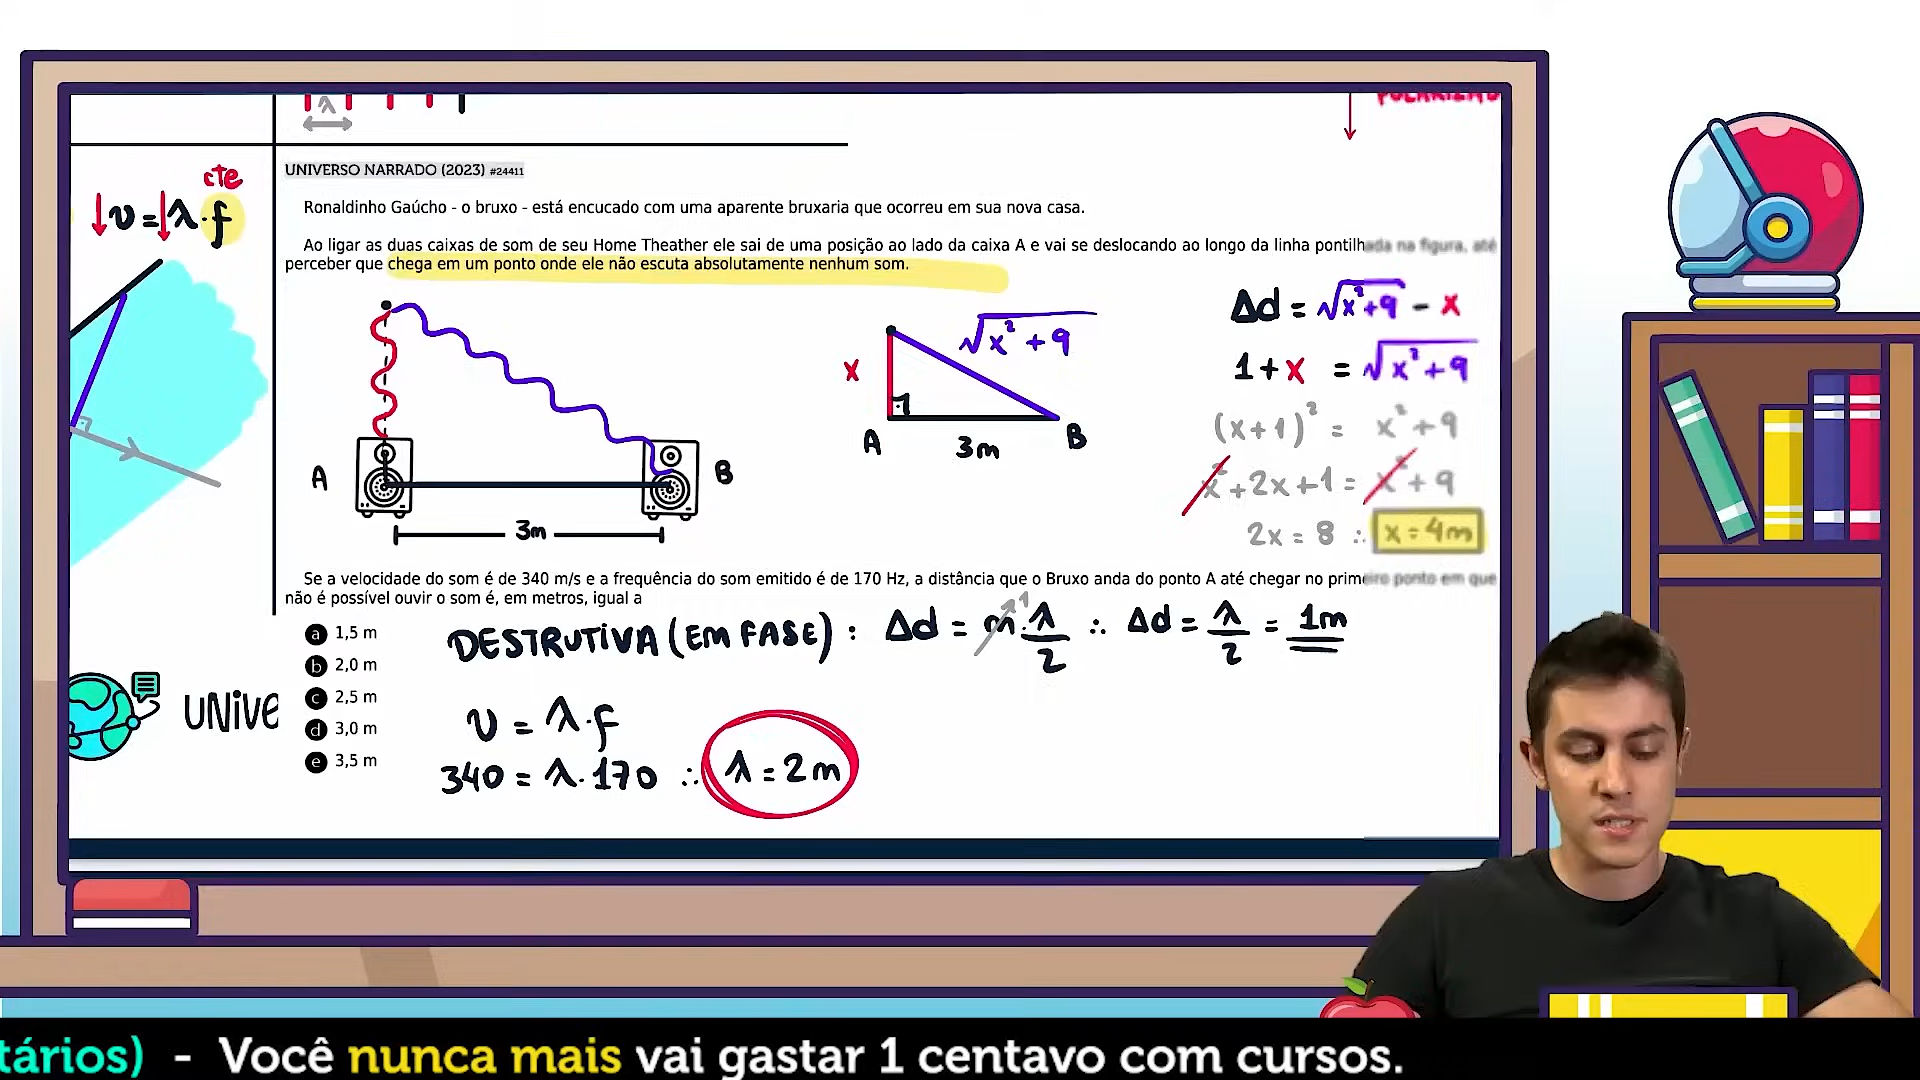 POLARIZAD
λ
UNIVERSO NARRADO (2023) #24411
cte
v = λ · f
Ronaldinho Gaúcho - o bruxo - está encucado com uma aparente bruxaria que ocorreu em sua nova casa.
Ao ligar as duas caixas de som de seu Home Theather ele sai de uma posição ao lado da caixa A e vai se deslocando ao longo da linha pontilhada na figura, até
perceber que chega em um ponto onde ele não escuta absolutamente nenhum som.
Δd = √x²+9 - x
√x²+9
x
1+x = √x²+9
(x+1)² = x²+9
A
3m
B
A
B
x²+2x+1 = x²+9
3m
2x = 8 ∴ x = 4m
Se a velocidade do som é de 340 m/s e a frequência do som emitido é de 170 Hz, a distância que o Bruxo anda do ponto A até chegar no primeiro ponto em que
não é possível ouvir o som é, em metros, igual a
a 1,5 m
b 2,0 m
c 2,5 m
d 3,0 m
e 3,5 m
DESTRUTIVA (EM FASE) : Δd = m¹·λ/2 ∴ Δd = λ/2 = 1m
UNIVE
v = λ·f
340 = λ·170 ∴ λ = 2m
tários) - Você nunca mais vai gastar 1 centavo com cursos.